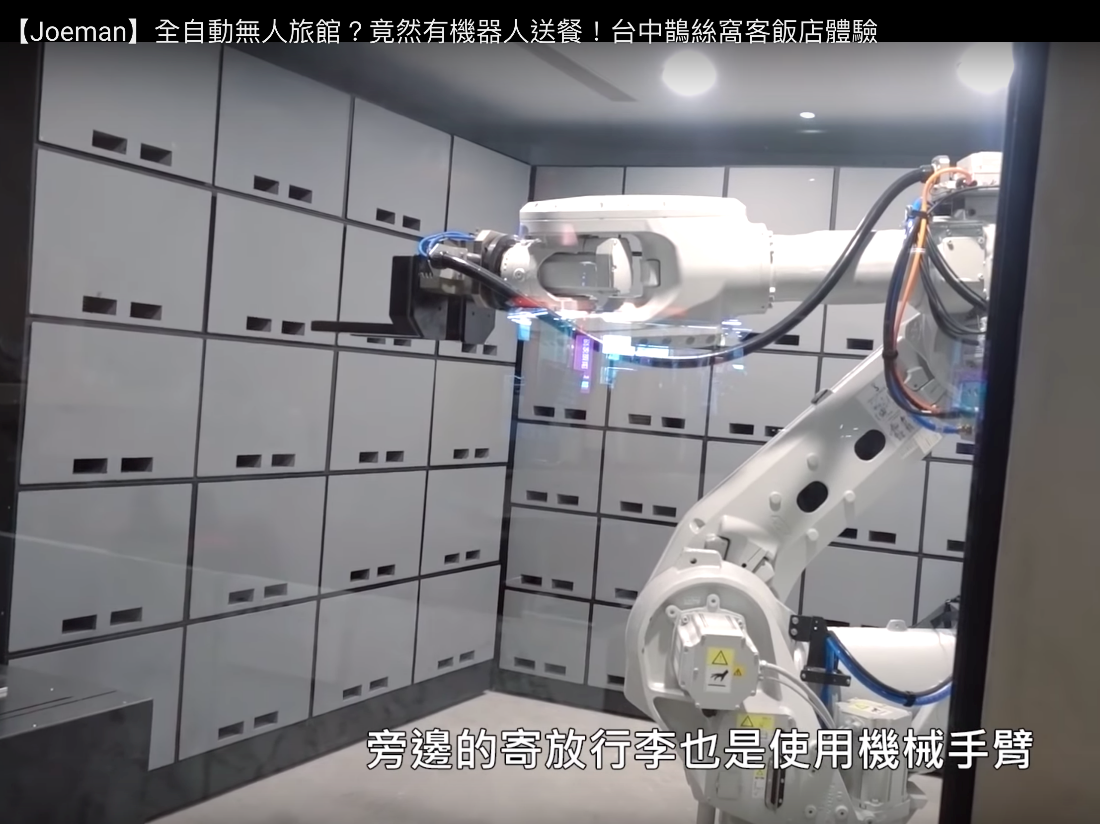 【Joeman】全自動無人旅館？竟然有機器人送餐！台中鵲絲窩客飯店體驗
旁邊的寄放行李也是使用機械手臂